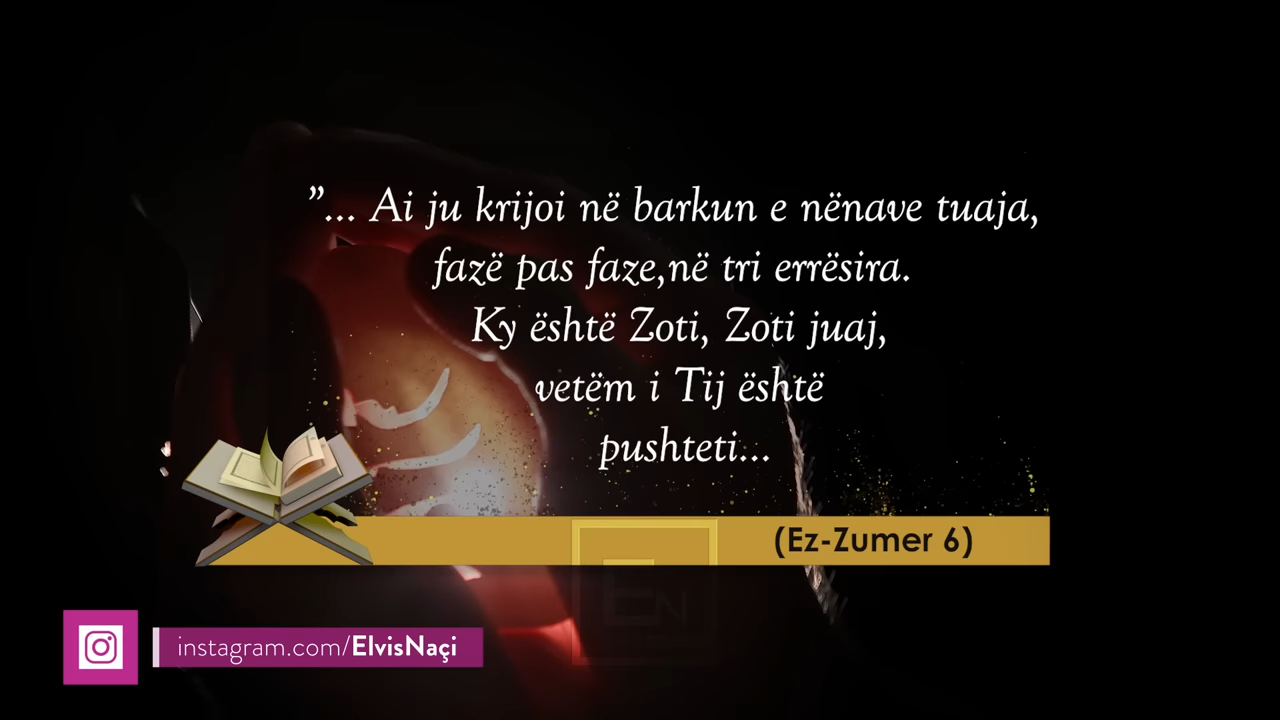 ”... Ai ju krijoi në barkun e nënave tuaja,
fazë pas faze,në tri errësira.
Ky është Zoti, Zoti juaj,
vetëm i Tij është
pushteti...
(Ez-Zumer 6)
EN
instagram.com/ElvisNaçi